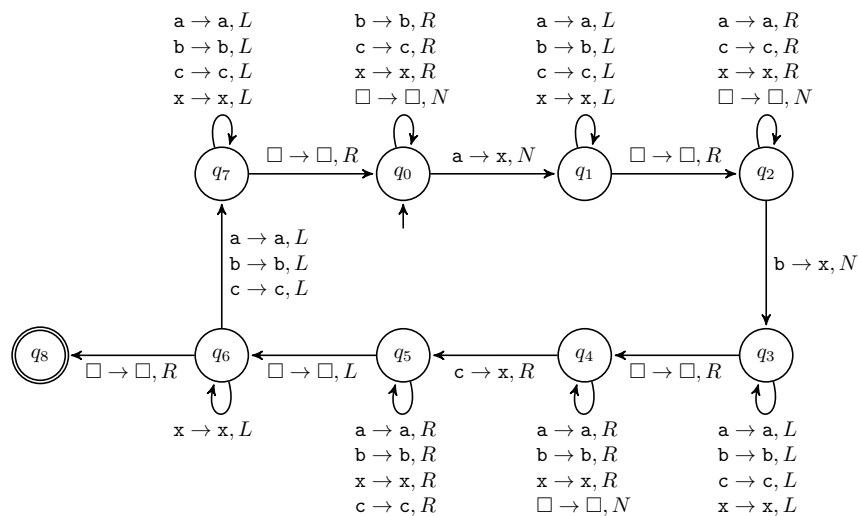 a → a, L
b → b, L
c → c, L
x → x, L
b → b, R
c → c, R
x → x, R
□ → □, N
a → a, L
b → b, L
c → c, L
x → x, L
a → a, R
c → c, R
x → x, R
□ → □, N
q7
□ → □, R
q0
a → x, N
q1
□ → □, R
q2
a → a, L
b → b, L
c → c, L
b → x, N
q8
□ → □, R
q6
□ → □, L
q5
c → x, R
q4
□ → □, R
q3
x → x, L
a → a, R
b → b, R
x → x, R
c → c, R
a → a, R
b → b, R
x → x, R
□ → □, N
a → a, L
b → b, L
c → c, L
x → x, L